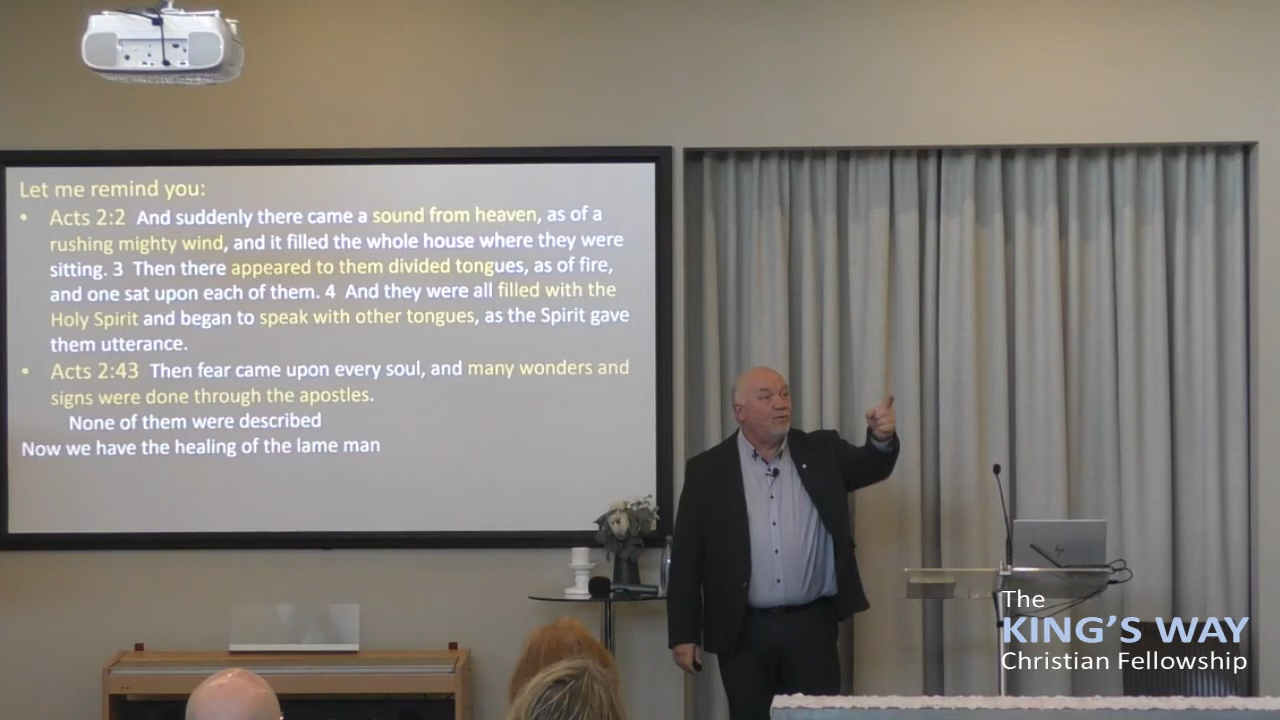 Let me remind you:
• Acts 2:2 And suddenly there came a sound from heaven, as of a
rushing mighty wind, and it filled the whole house where they were
sitting. 3 Then there appeared to them divided tongues, as of fire,
and one sat upon each of them. 4 And they were all filled with the
Holy Spirit and began to speak with other tongues, as the Spirit gave
them utterance.
• Acts 2:43 Then fear came upon every soul, and many wonders and
signs were done through the apostles.
None of them were described
Now we have the healing of the lame man
hp
The
KING'S WAY
Christian Fellowship